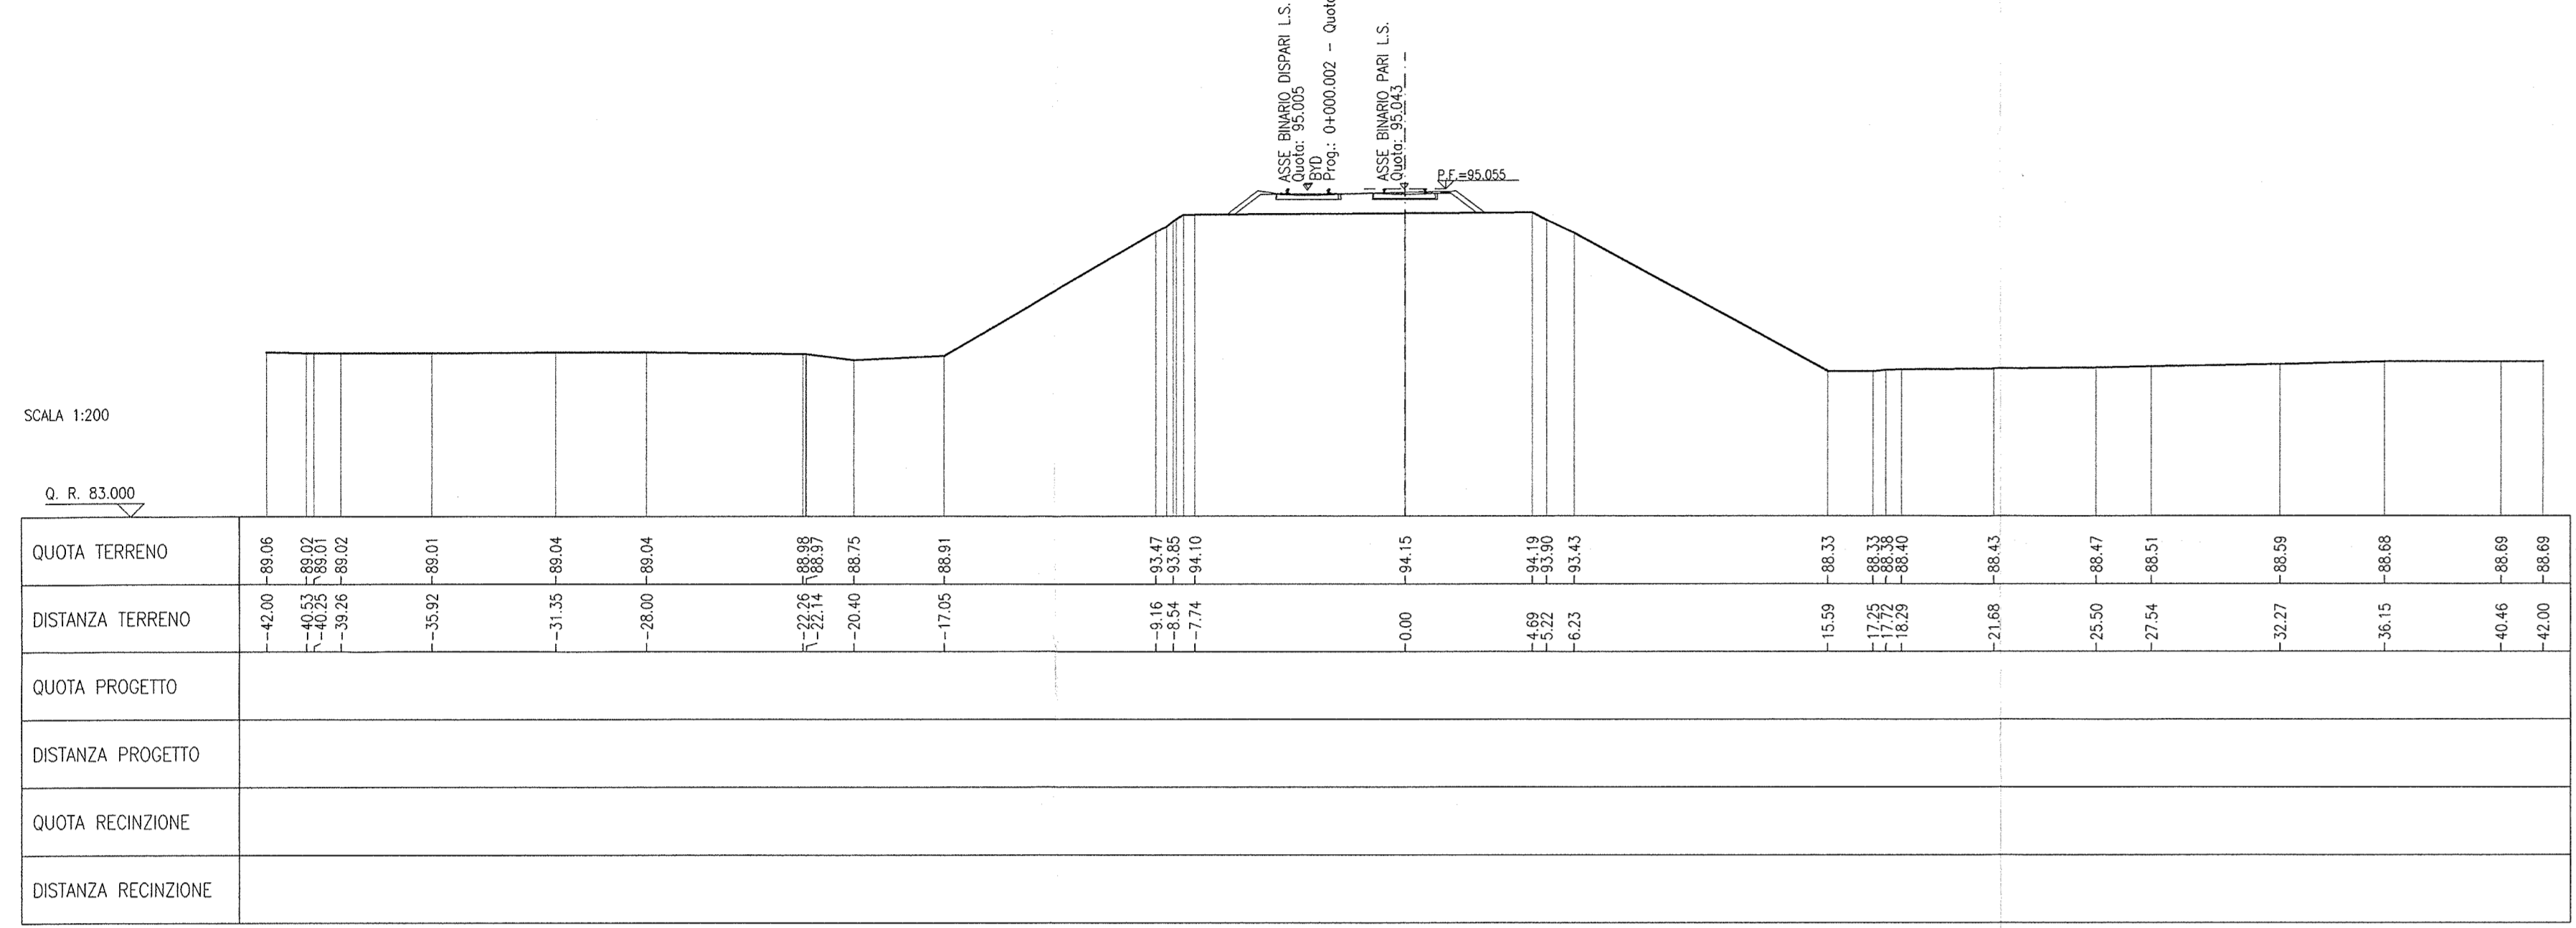 ASSE BINARIO DISPARI L.S.
Quota: 95.005
BYD
Prog.: 0+000.002 - Quota
ASSE BINARIO PARI L.S.
Quota: 95.043
P.F.=95.055
SCALA 1:200
Q. R. 83.000
QUOTA TERRENO 89.06 89.02 89.01 89.02 89.01 89.04 89.04 88.98 88.97 88.75 88.91 93.47 93.85 94.10 94.15 94.19 93.90 93.43 88.33 88.33 88.38 88.40 88.43 88.47 88.51 88.59 88.68 88.69 88.69
DISTANZA TERRENO -42.00 -40.53 -40.25 -39.26 -35.92 -31.35 -28.00 -22.26 -22.14 -20.40 -17.05 -9.16 -8.54 -7.74 0.00 4.69 5.22 6.23 15.59 17.25 17.72 18.29 21.68 25.50 27.54 32.27 36.15 40.46 42.00
QUOTA PROGETTO
DISTANZA PROGETTO
QUOTA RECINZIONE
DISTANZA RECINZIONE